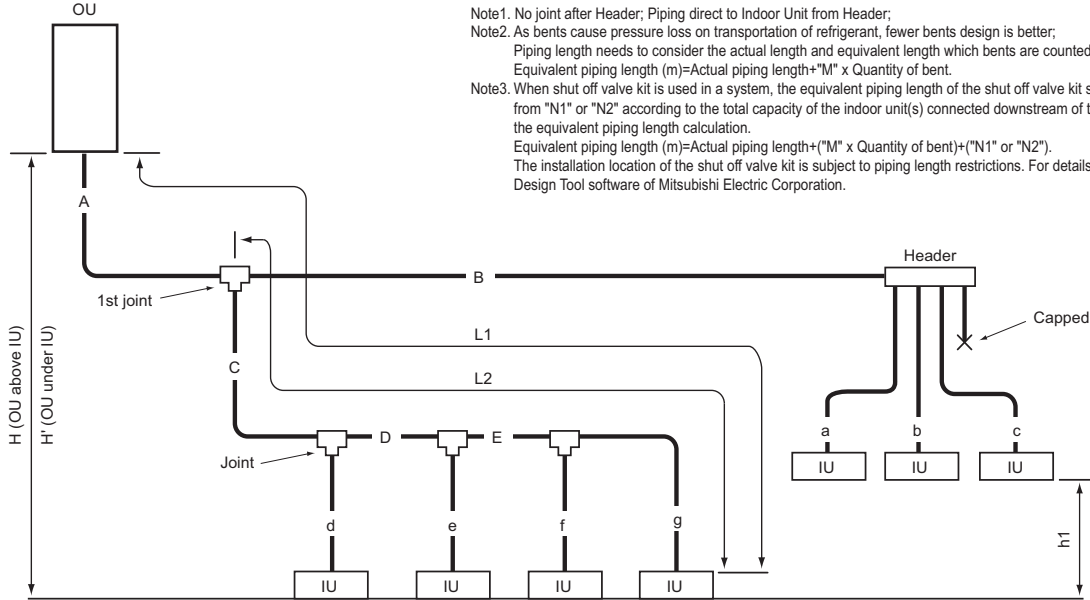 OU
Note1. No joint after Header; Piping direct to Indoor Unit from Header;
Note2. As bents cause pressure loss on transportation of refrigerant, fewer bents design is better;
Piping length needs to consider the actual length and equivalent length which bents are counted
Equivalent piping length (m)=Actual piping length+"M" x Quantity of bent.
Note3. When shut off valve kit is used in a system, the equivalent piping length of the shut off valve kit
from "N1" or "N2" according to the total capacity of the indoor unit(s) connected downstream of
the equivalent piping length calculation.
Equivalent piping length (m)=Actual piping length+("M" x Quantity of bent)+("N1" or "N2").
The installation location of the shut off valve kit is subject to piping length restrictions. For details
Design Tool software of Mitsubishi Electric Corporation.
A
Header
B
1st joint
Capped
H (OU above IU)
H' (OU under IU)
L1
C
L2
a
b
c
D
E
Joint
IU
IU
IU
d
e
f
g
h1
IU
IU
IU
IU